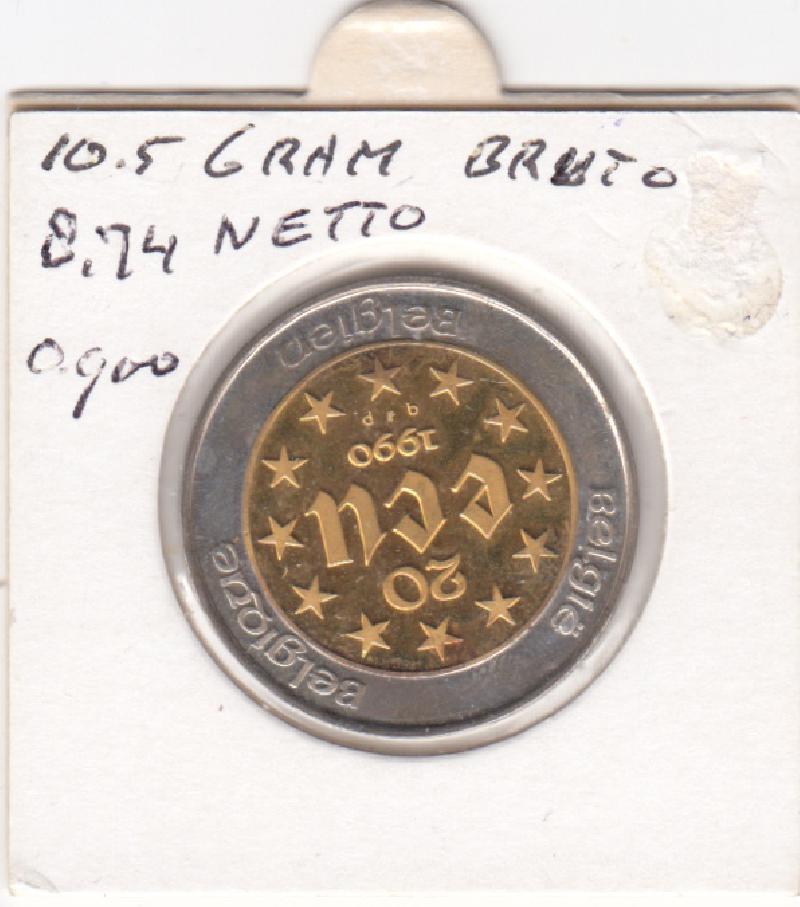 10.5 GRAM BRUTO
8.74 NETTO
0.900
Belgien
België
Belgique
20
ecu
1990